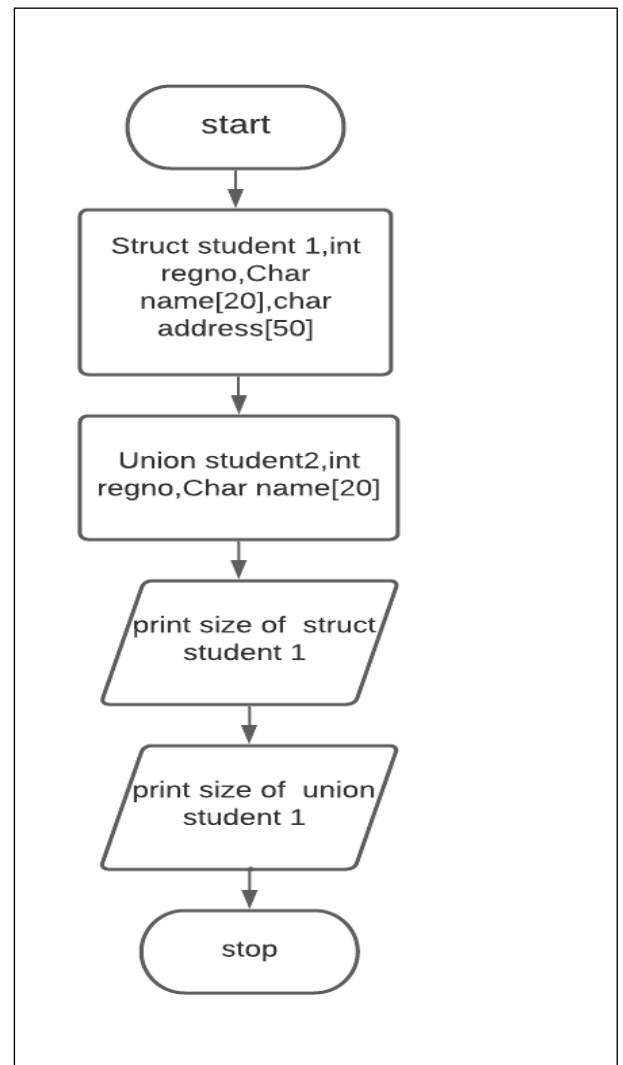 start
Struct student 1,int
regno,Char
name[20],char
address[50]
Union student2,int
regno,Char name[20]
print size of  struct
student 1
print size of  union
student 1
stop